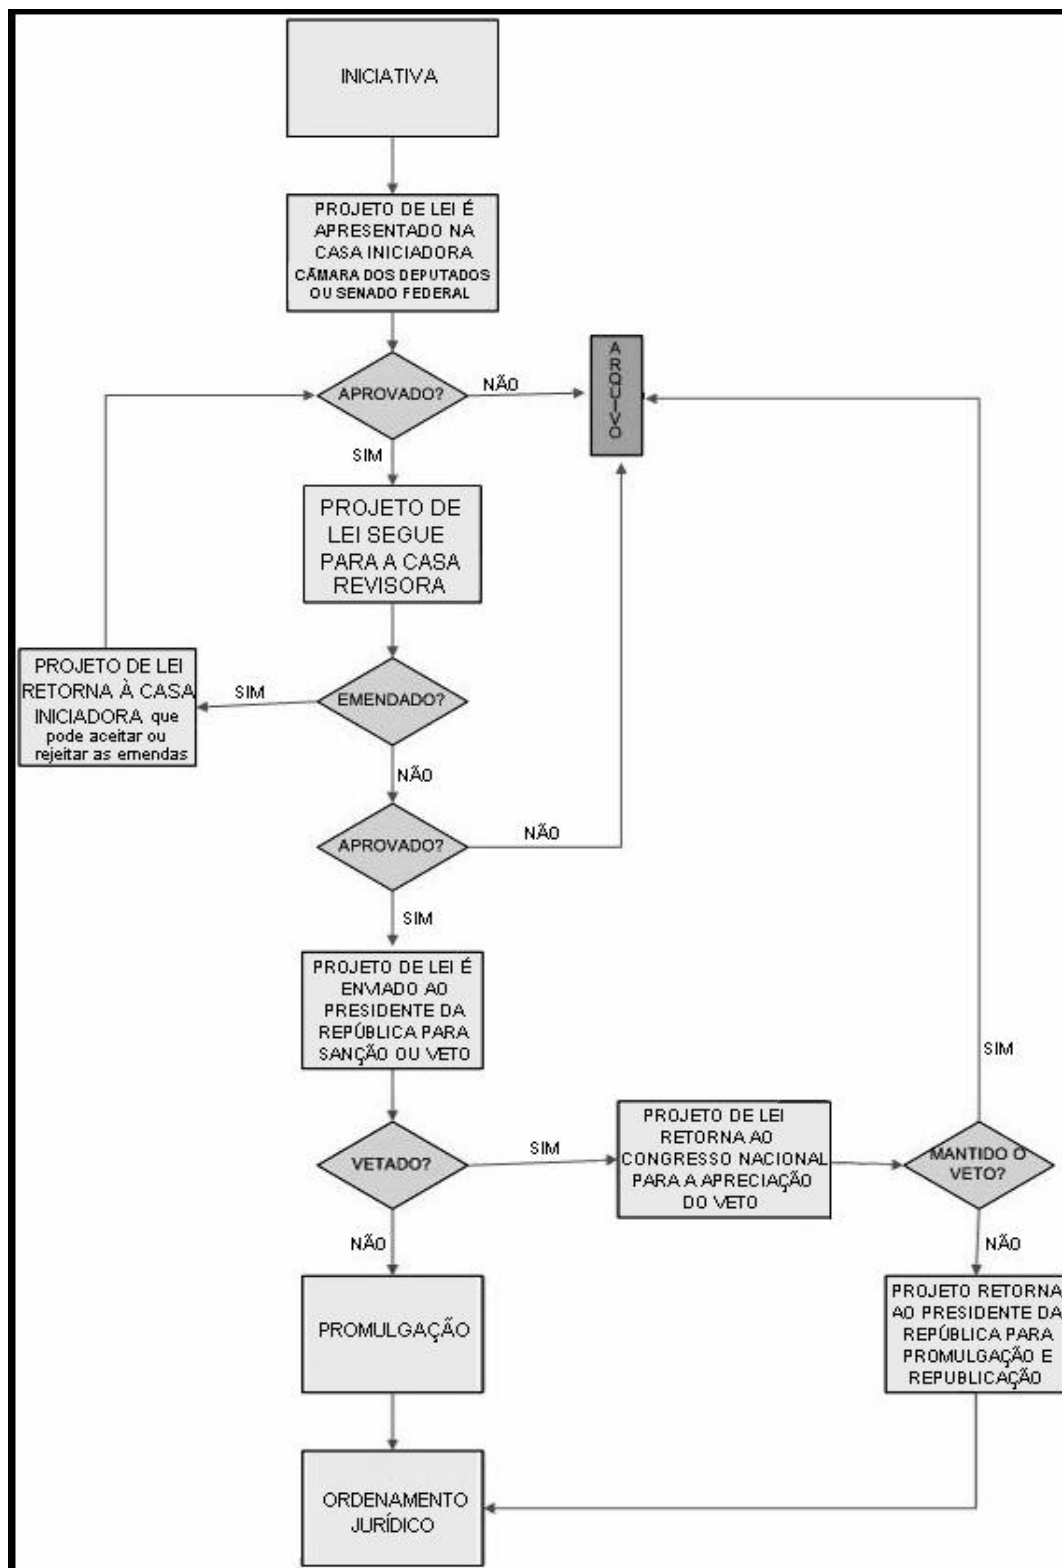 INICIATIVA
PROJETO DE LEI É
APRESENTADO NA
CASA INICIADORA
CÂMARA DOS DEPUTADOS
OU SENADO FEDERAL
APROVADO?
NÃO
ARQUIVO
SIM
PROJETO DE
LEI SEGUE
PARA A CASA
REVISORA
PROJETO DE LEI
RETORNA À CASA
INICIADORA que
pode aceitar ou
rejeitar as emendas
SIM
EMENDADO?
NÃO
APROVADO?
NÃO
SIM
PROJETO DE LEI É
ENVIADO AO
PRESIDENTE DA
REPÚBLICA PARA
SANÇÃO OU VETO
SIM
VETADO?
SIM
PROJETO DE LEI
RETORNA AO
CONGRESSO NACIONAL
PARA A APRECIAÇÃO
DO VETO
MANTIDO O
VETO?
NÃO
NÃO
PROMULGAÇÃO
PROJETO RETORNA
AO PRESIDENTE DA
REPÚBLICA PARA
PROMULGAÇÃO E
REPUBLICAÇÃO
ORDENAMENTO
JURÍDICO